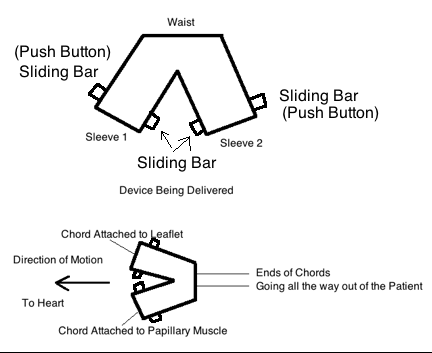 Waist
(Push Button)
Sliding Bar
Sliding Bar
(Push Button)
Sleeve 1
Sleeve 2
Sliding Bar
Device Being Delivered
Chord Attached to Leaflet
Direction of Motion
Ends of Chords
Going all the way out of the Patient
To Heart
Chord Attached to Papillary Muscle